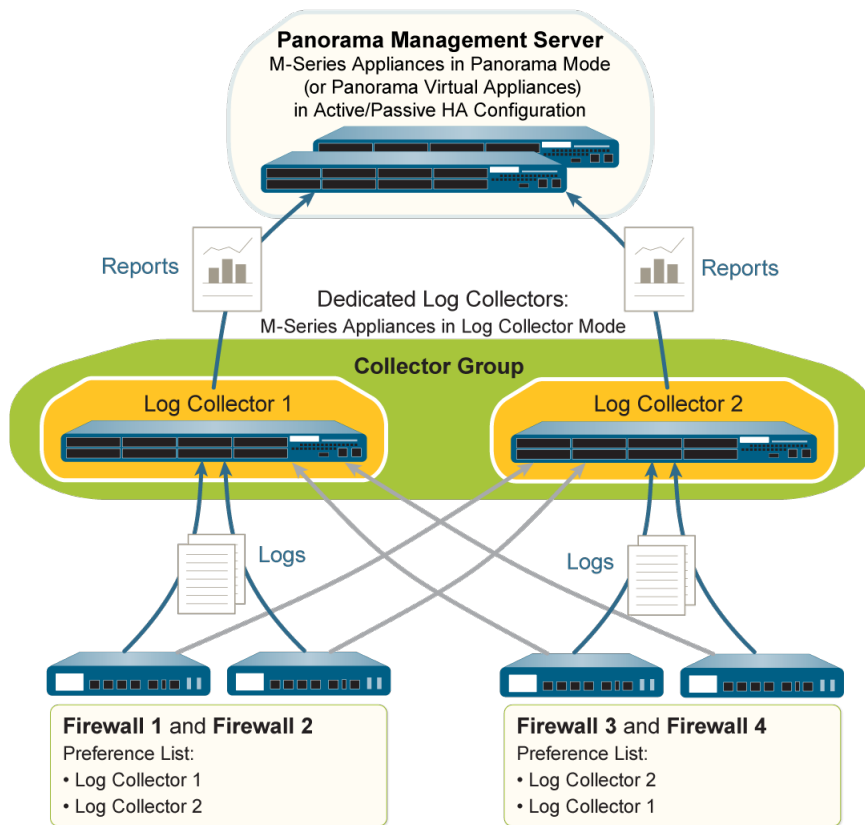 Panorama Management Server
M-Series Appliances in Panorama Mode
(or Panorama Virtual Appliances)
in Active/Passive HA Configuration
Reports
Reports
Dedicated Log Collectors:
M-Series Appliances in Log Collector Mode
Collector Group
Log Collector 1
Log Collector 2
Logs
Logs
Firewall 1 and Firewall 2
Preference List:
• Log Collector 1
• Log Collector 2
Firewall 3 and Firewall 4
Preference List:
• Log Collector 2
• Log Collector 1